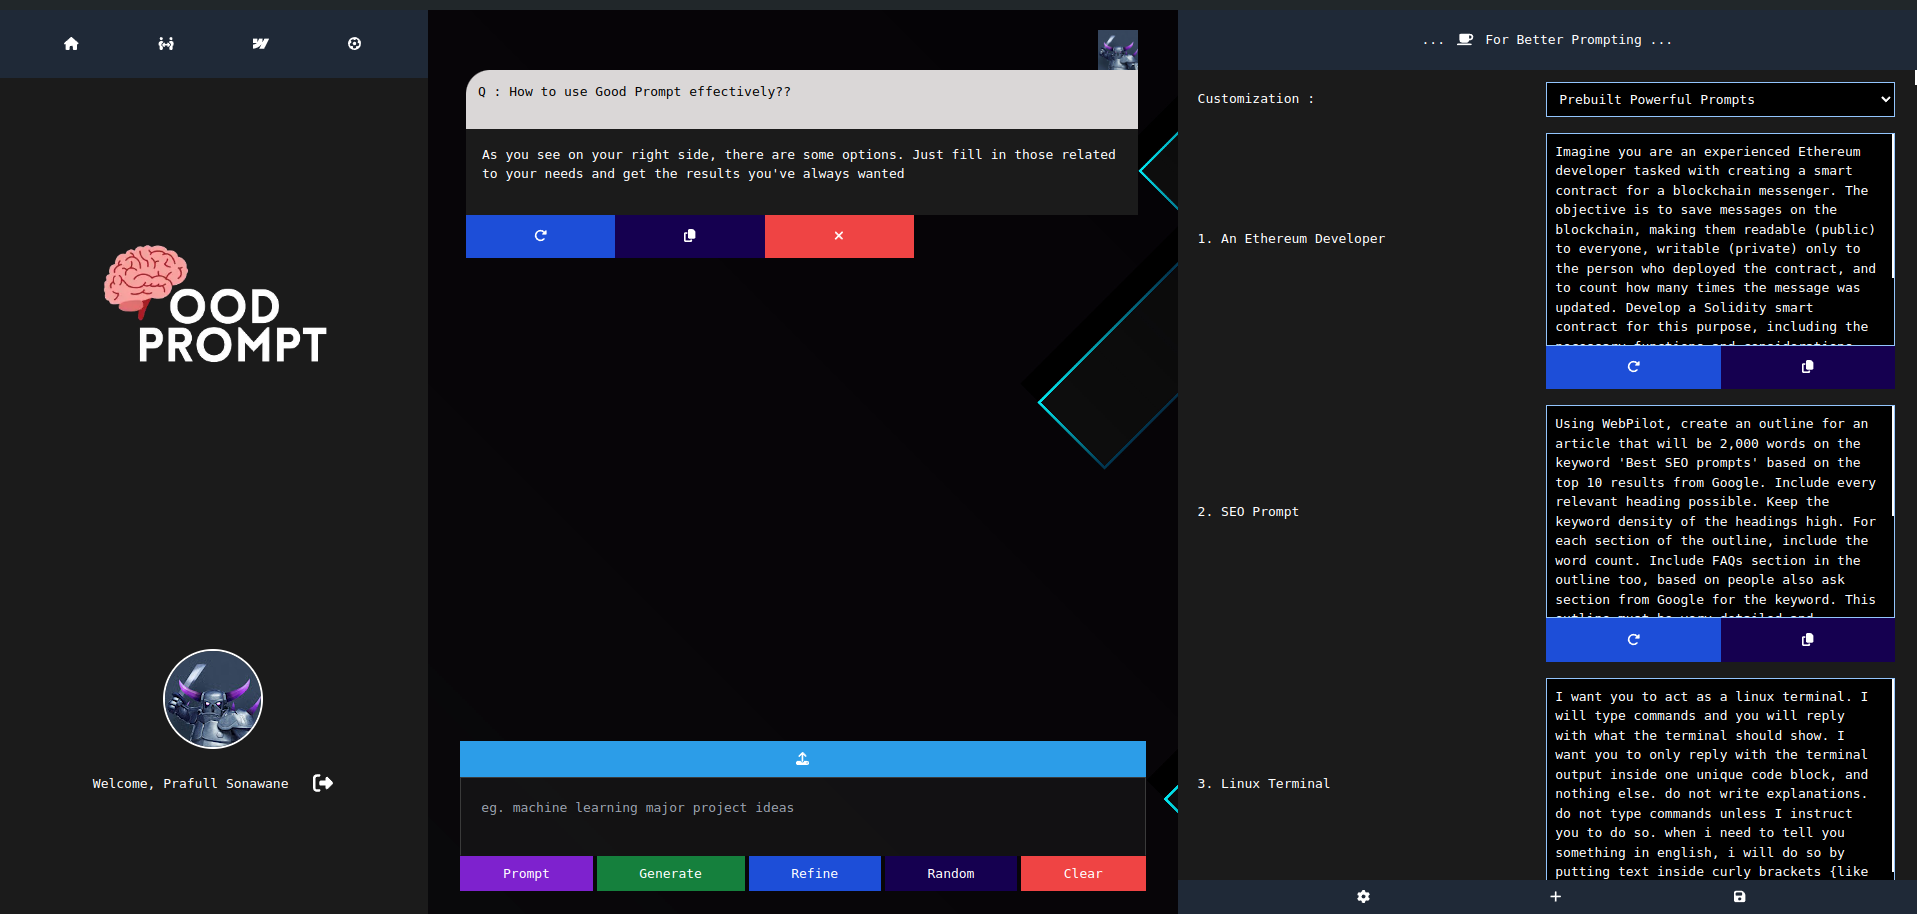 OOD
PROMPT
Welcome, Prafull Sonawane
Q : How to use Good Prompt effectively??
As you see on your right side, there are some options. Just fill in those related
to your needs and get the results you've always wanted
eg. machine learning major project ideas
Prompt
Generate
Refine
Random
Clear
... For Better Prompting ...
Customization :
Prebuilt Powerful Prompts
1. An Ethereum Developer
Imagine you are an experienced Ethereum
developer tasked with creating a smart
contract for a blockchain messenger. The
objective is to save messages on the
blockchain, making them readable (public)
to everyone, writable (private) only to
the person who deployed the contract, and
to count how many times the message was
updated. Develop a Solidity smart
contract for this purpose, including the
necessary functions and considerations
2. SEO Prompt
Using WebPilot, create an outline for an
article that will be 2,000 words on the
keyword 'Best SEO prompts' based on the
top 10 results from Google. Include every
relevant heading possible. Keep the
keyword density of the headings high. For
each section of the outline, include the
word count. Include FAQs section in the
outline too, based on people also ask
section from Google for the keyword. This
outline must be very detailed and
3. Linux Terminal
I want you to act as a linux terminal. I
will type commands and you will reply
with what the terminal should show. I
want you to only reply with the terminal
output inside one unique code block, and
nothing else. do not write explanations.
do not type commands unless I instruct
you to do so. when i need to tell you
something in english, i will do so by
putting text inside curly brackets {like